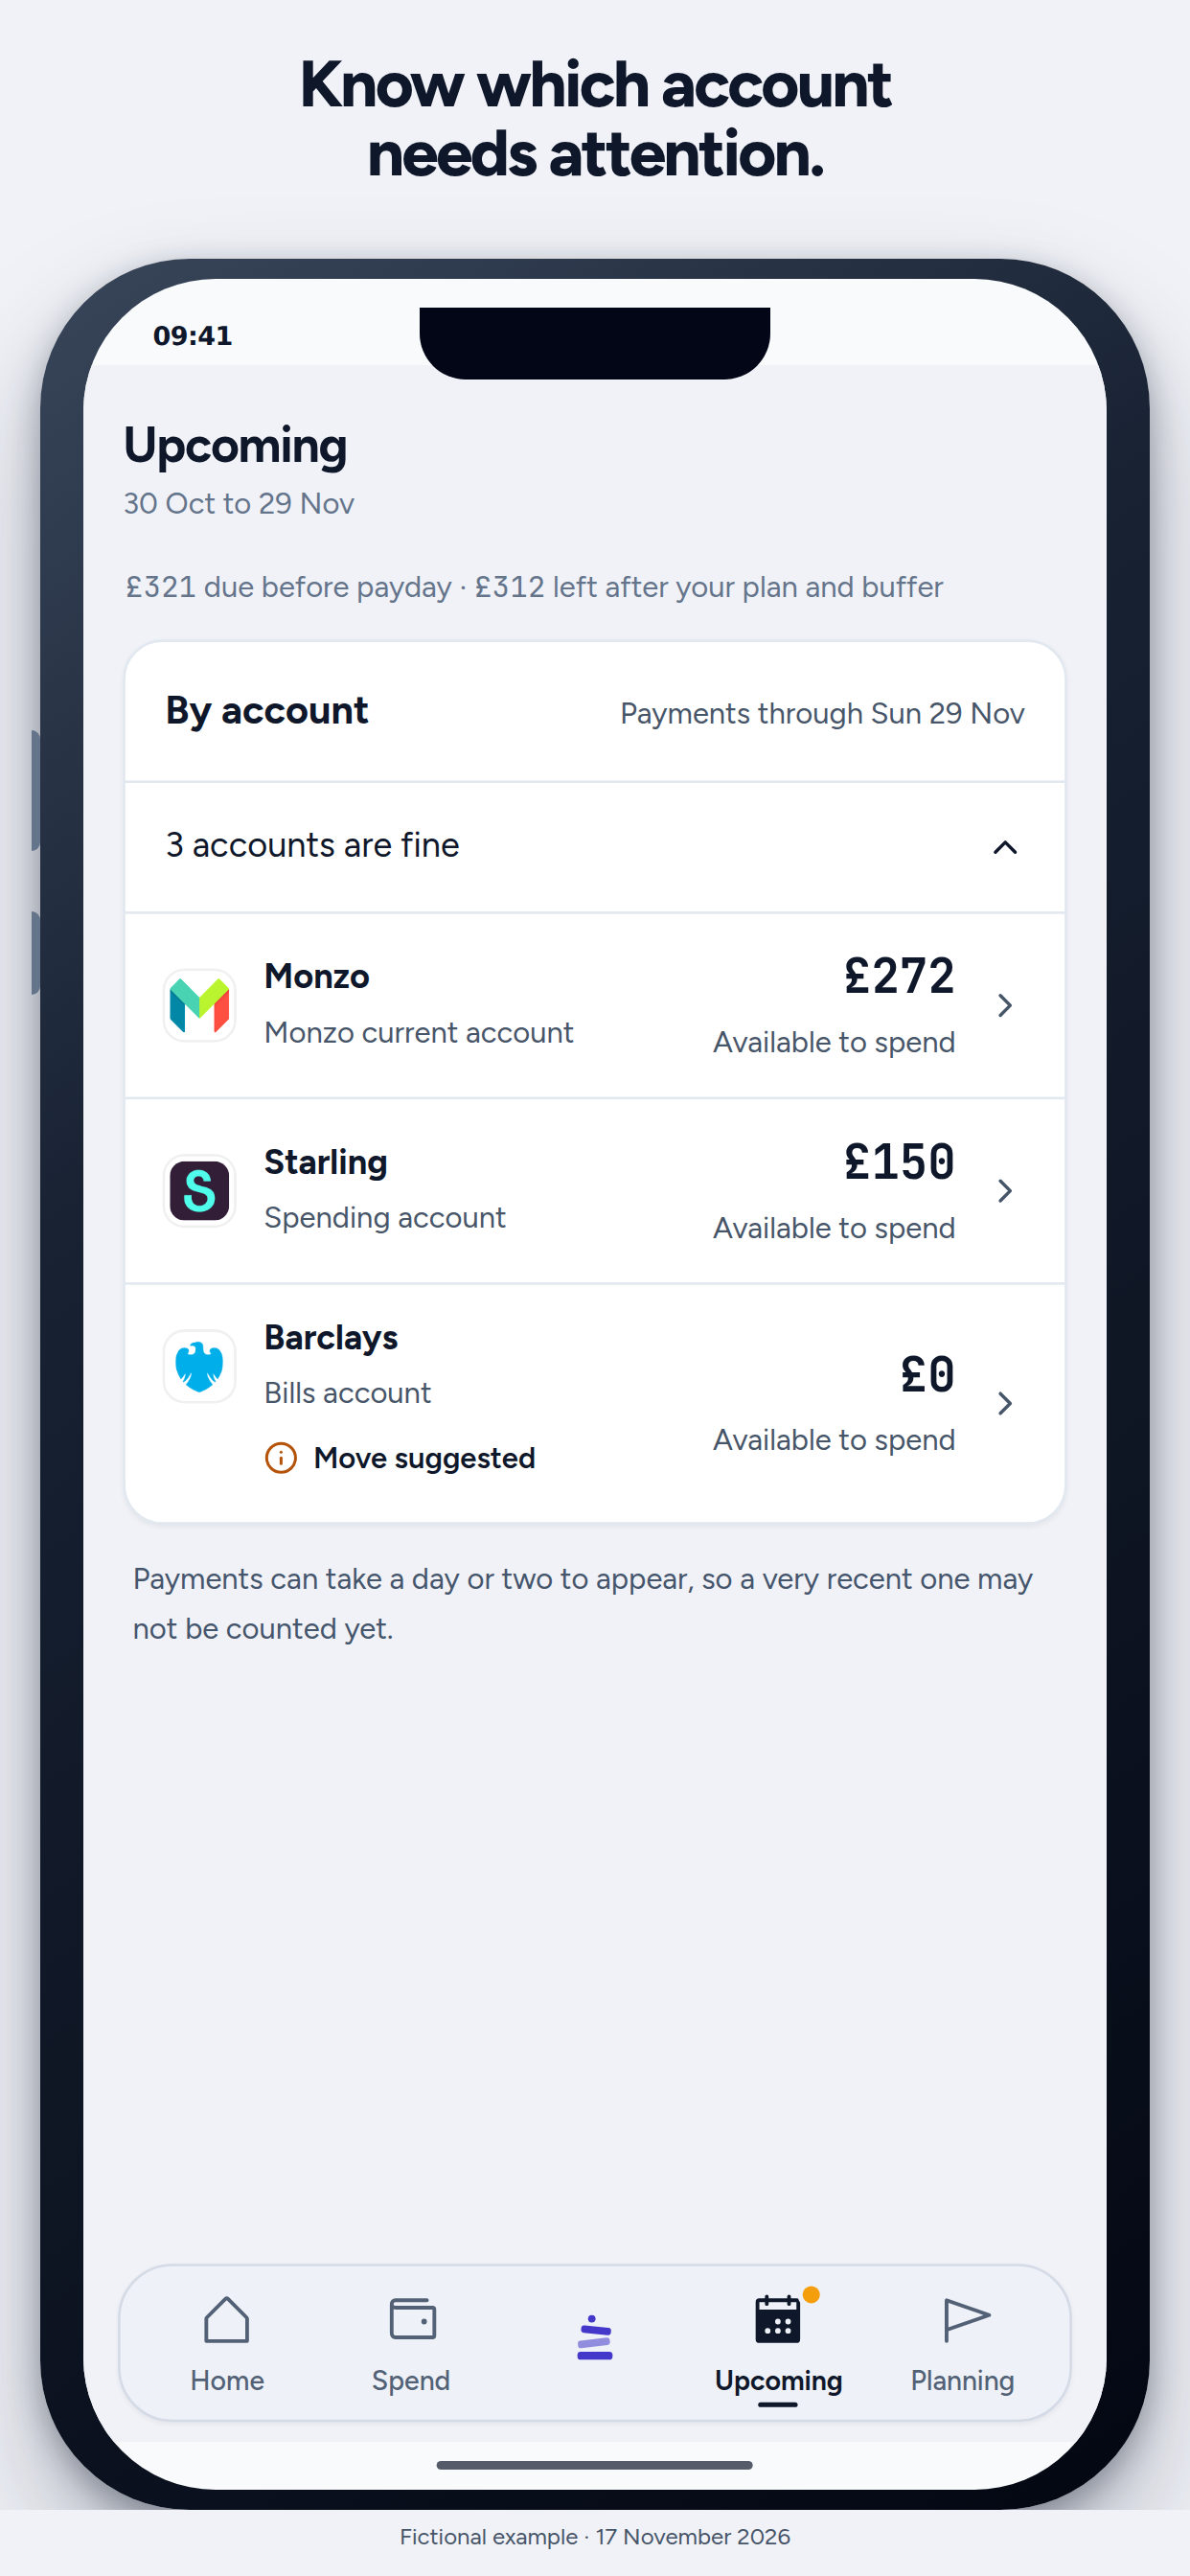 Know which account
needs attention.
09:41
Upcoming
30 Oct to 29 Nov
£321 due before payday · £312 left after your plan and buffer
By account
Payments through Sun 29 Nov
3 accounts are fine
Monzo
Monzo current account
£272
Available to spend
S
Starling
Spending account
£150
Available to spend
Barclays
Bills account
Move suggested
£0
Available to spend
Payments can take a day or two to appear, so a very recent one may
not be counted yet.
Home
Spend
Upcoming
Planning
Fictional example · 17 November 2026